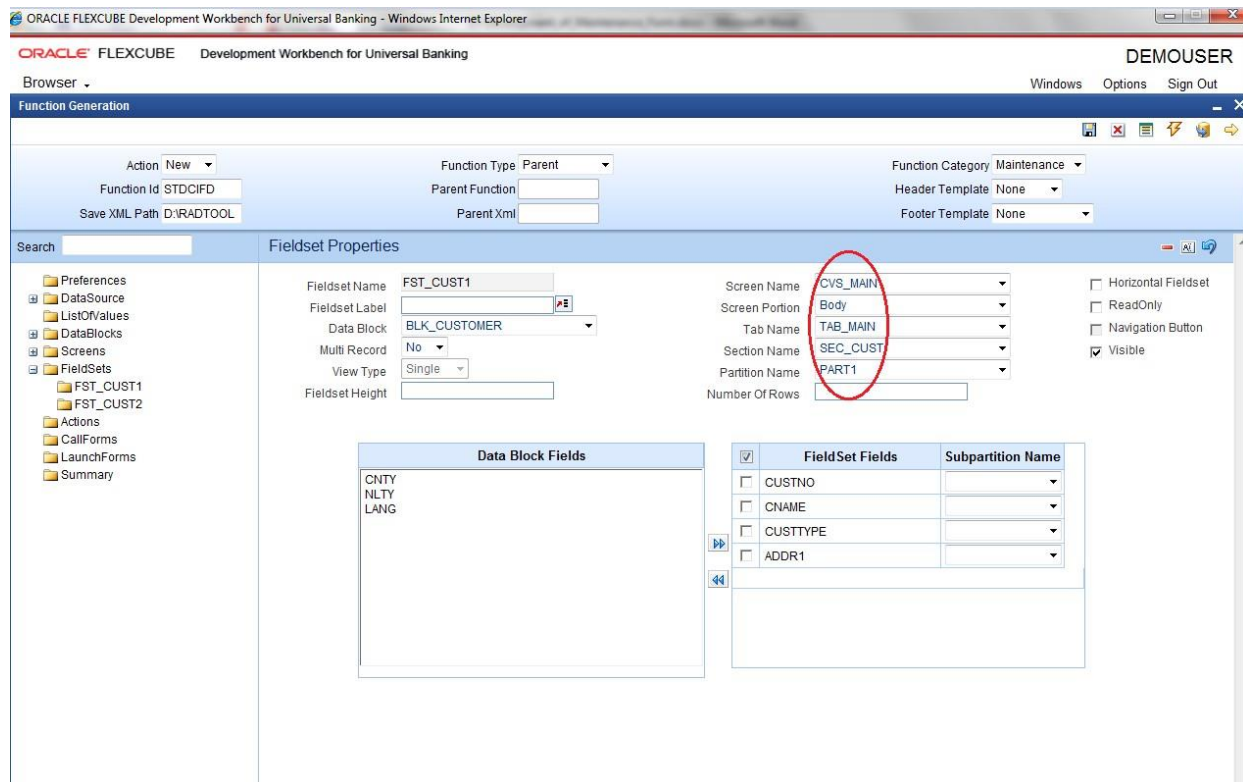 ORACLE FLEXCUBE Development Workbench for Universal Banking - Windows Internet Explorer
ORACLE FLEXCUBE Development Workbench for Universal Banking DEMOUSER
Browser Windows Options Sign Out
Function Generation
Action New Function Type Parent Function Category Maintenance
Function Id STDCIFD Parent Function Header Template None
Save XML Path D:\RADTOOL Parent Xml Footer Template None
Search Fieldset Properties
Preferences
DataSource
ListOfValues
DataBlocks
Screens
FieldSets
FST_CUST1
FST_CUST2
Actions
CallForms
LaunchForms
Summary
Fieldset Name FST_CUST1
Fieldset Label
Data Block BLK_CUSTOMER
Multi Record No
View Type Single
Fieldset Height
Screen Name CVS_MAIN
Screen Portion Body
Tab Name TAB_MAIN
Section Name SEC_CUST
Partition Name PART1
Number Of Rows
Horizontal Fieldset
ReadOnly
Navigation Button
Visible
Data Block Fields
CNTY
NLTY
LANG
FieldSet Fields Subpartition Name
CUSTNO
CNAME
CUSTTYPE
ADDR1